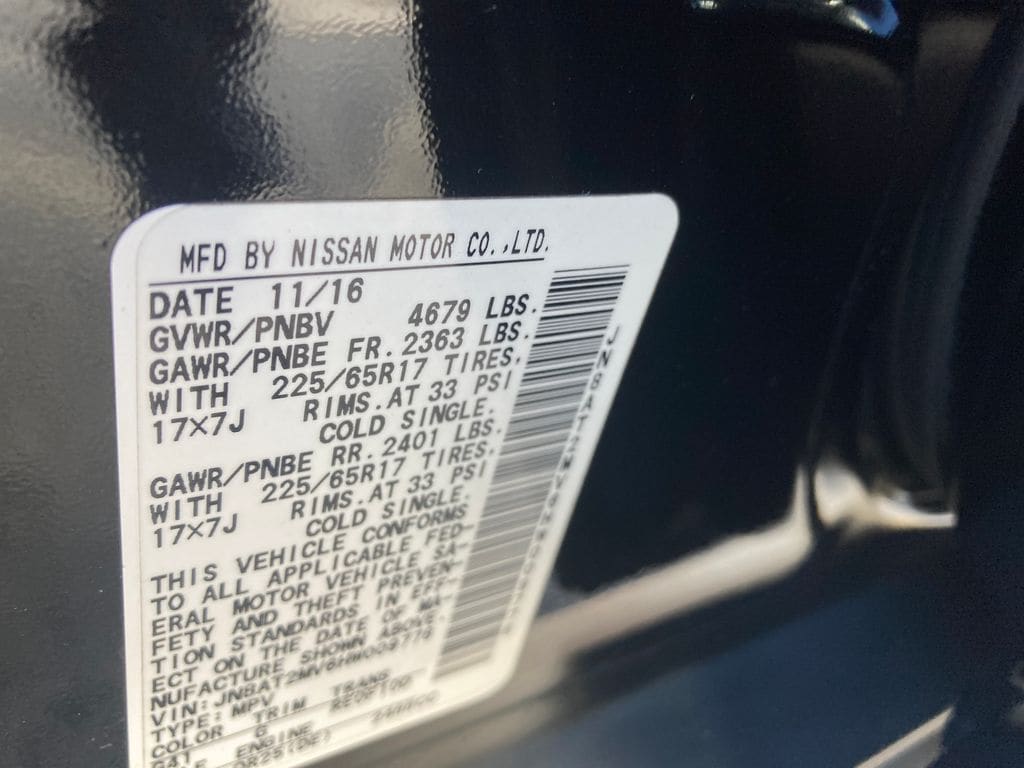 MFD BY NISSAN MOTOR CO.,LTD.
DATE 11/16
GVWR/PNBV 4679 LBS.
GAWR/PNBE FR. 2363 LBS.
WITH 225/65R17 TIRES,
17×7J RIMS.AT 33 PSI
COLD SINGLE.
GAWR/PNBE RR. 2401 LBS.
WITH 225/65R17 TIRES,
17×7J RIMS.AT 33 PSI
COLD SINGLE.
THIS VEHICLE CONFORMS
TO ALL APPLICABLE FED-
ERAL MOTOR VEHICLE SA-
FETY AND THEFT PREVEN-
TION STANDARDS IN EFF-
ECT ON THE DATE OF MA-
NUFACTURE SHOWN ABOVE.
VIN:
TYPE: MPV
COLOR TRIM TRANS
G
ENGINE